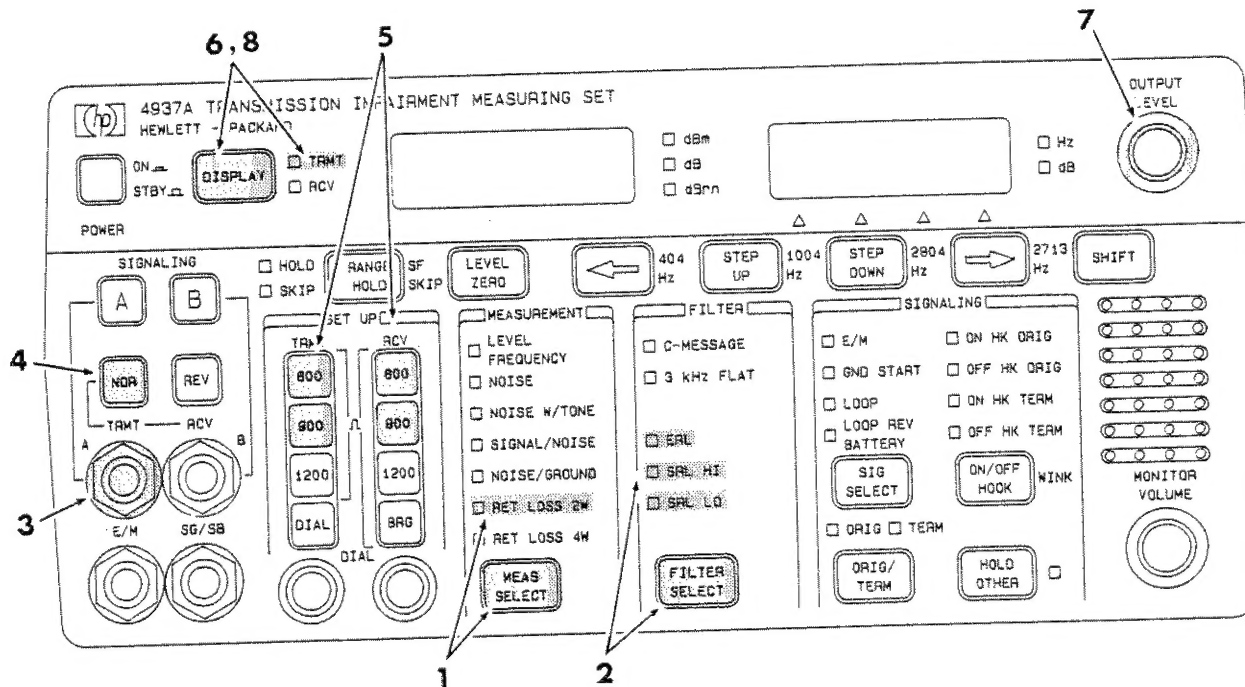 6,8
5
7
hp
4937A TRANSMISSION IMPAIRMENT MEASURING SET
HEWLETT - PACKARD
OUTPUT
LEVEL
ON
STBY
POWER
DISPLAY
TRMT
RCV
dBm
dB
dBrn
Hz
dB
SIGNALING
A
B
HOLD
SKIP
RANGE
HOLD
SF
SKIP
LEVEL
ZERO
404
Hz
STEP
UP
1004
Hz
STEP
DOWN
2804
Hz
2713
Hz
SHIFT
4
NOR
REV
TRMT
RCV
A
B
3
E/M
SG/SB
SET UP
TRMT
RCV
600
900
1200
DIAL
600
900
1200
BRG
DIAL
MEASUREMENT
LEVEL
FREQUENCY
NOISE
NOISE W/TONE
SIGNAL/NOISE
NOISE/GROUND
RET LOSS 2W
RET LOSS 4W
MEAS
SELECT
1
FILTER
C-MESSAGE
3 kHz FLAT
ERL
SRL HI
SRL LO
FILTER
SELECT
2
SIGNALING
E/M
GND START
LOOP
LOOP REV
BATTERY
ON HK ORIG
OFF HK ORIG
ON HK TERM
OFF HK TERM
SIG
SELECT
ON/OFF
HOOK
WINK
ORIG
TERM
ORIG/
TERM
HOLD
OTHER
MONITOR
VOLUME